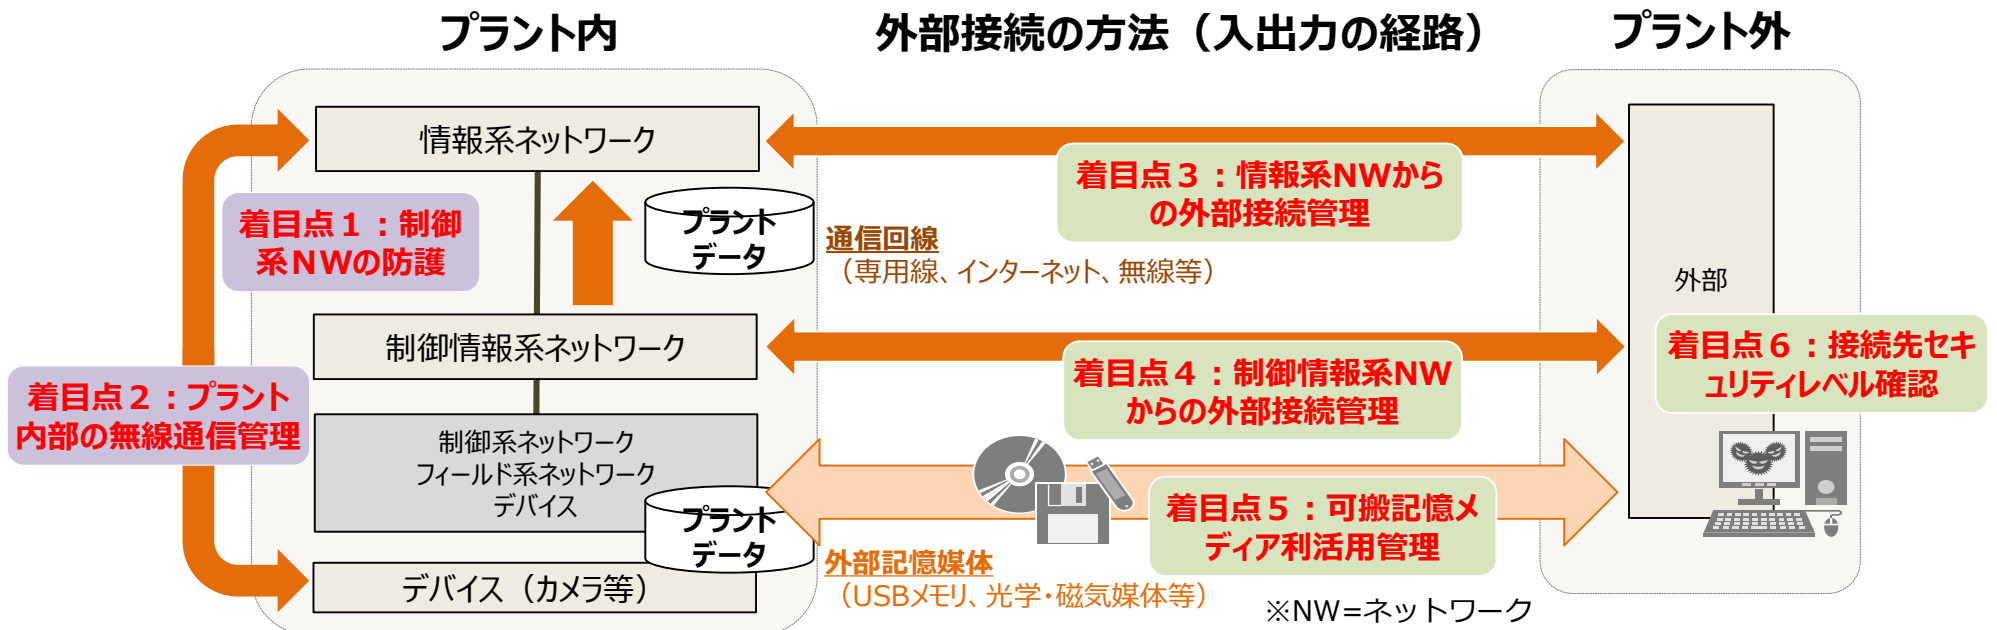 プラント内
外部接続の方法（入出力の経路）
プラント外
情報系ネットワーク
着目点１：制御
系NWの防護
プラント
データ
着目点３：情報系NWから
の外部接続管理
通信回線
（専用線、インターネット、無線等）
外部
制御情報系ネットワーク
着目点２：プラント
内部の無線通信管理
着目点４：制御情報系NW
からの外部接続管理
着目点６：接続先セキ
ュリティレベル確認
制御系ネットワーク
フィールド系ネットワーク
デバイス
プラント
データ
着目点５：可搬記憶メ
ディア利活用管理
デバイス（カメラ等）
外部記憶媒体
（USBメモリ、光学・磁気媒体等）
※NW=ネットワーク